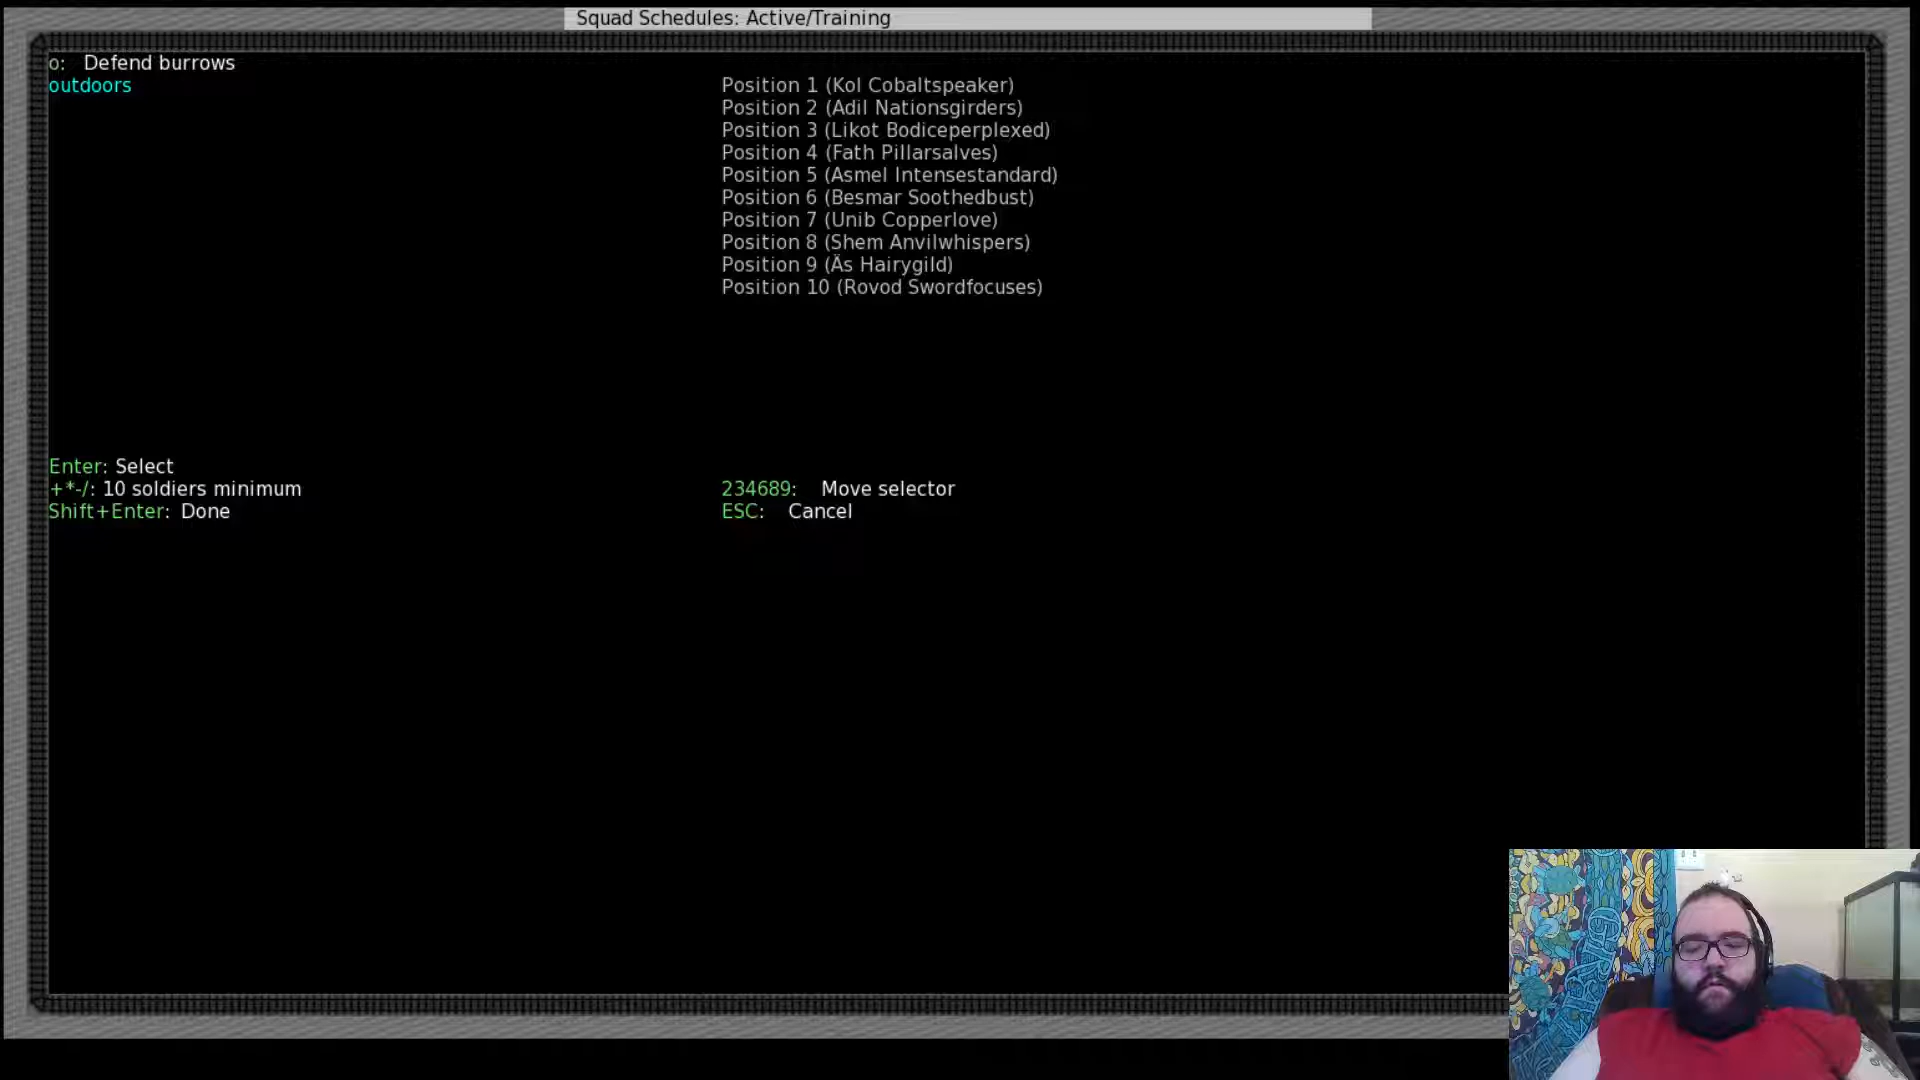 Squad Schedules: Active/Training
o: Defend burrows
outdoors
Position 1 (Kol Cobaltspeaker)
Position 2 (Adil Nationsgirders)
Position 3 (Likot Bodiceperplexed)
Position 4 (Fath Pillarsalves)
Position 5 (Asmel Intensestandard)
Position 6 (Besmar Soothedbust)
Position 7 (Unib Copperlove)
Position 8 (Shem Anvilwhispers)
Position 9 (Äs Hairygild)
Position 10 (Rovod Swordfocuses)
Enter: Select
+*-/: 10 soldiers minimum
234689: Move selector
Shift+Enter: Done
ESC: Cancel